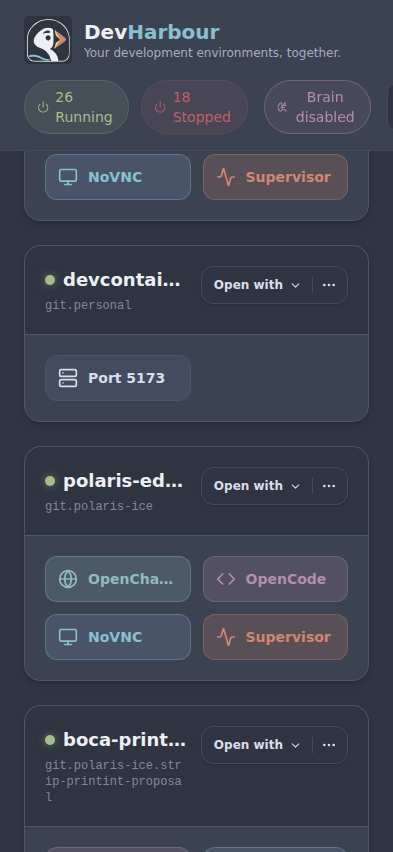 DevHarbour
Your development environments, together.
26
Running
18
Stopped
Brain
disabled
NoVNC
Supervisor
devcontai...
Open with
git.personal
Port 5173
polaris-ed...
Open with
git.polaris-ice
OpenCha...
OpenCode
NoVNC
Supervisor
boca-print...
Open with
git.polaris-ice.str
ip-printint-proposa
l